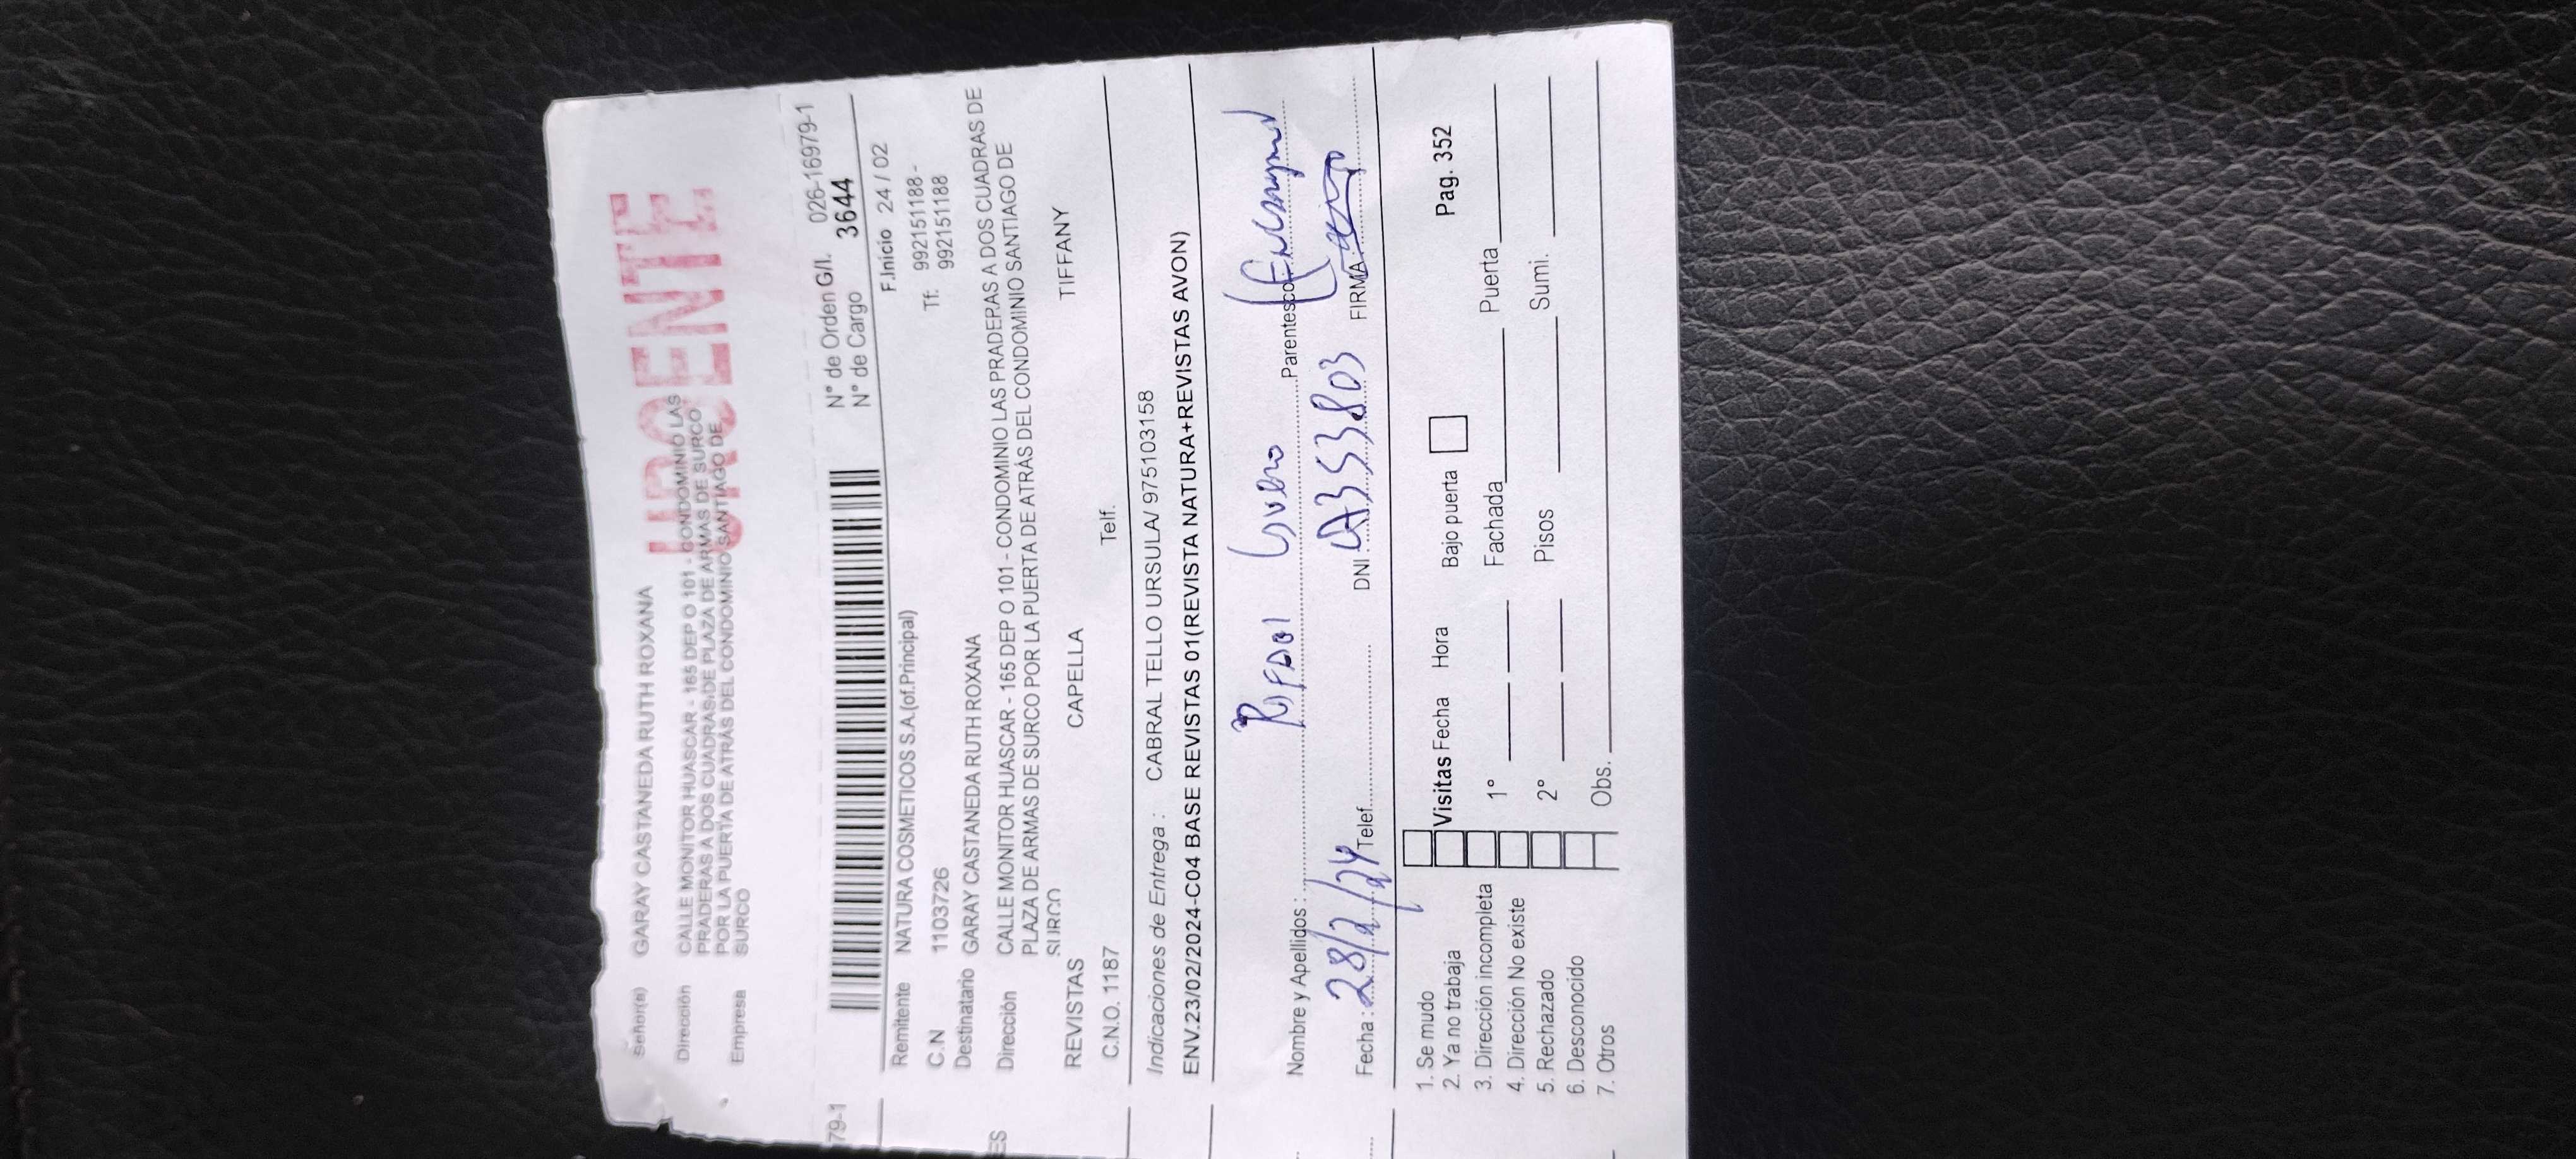 URGENTE
Señor(s) GARAY CASTANEDA RUTH ROXANA
Dirección CALLE MONITOR HUASCAR - 165 DEP O 101 - CONDOMINIO LAS
PRADERAS A DOS CUADRAS DE PLAZA DE ARMAS DE SURCO
POR LA PUERTA DE ATRÁS DEL CONDOMINIO SANTIAGO DE
Empresa SURCO
N° de Orden G/I. 026-16979-1
N° de Cargo 3644
79-1
F.Inicio 24 / 02
Remitente NATURA COSMETICOS S.A.(of.Principal)
Tf: 992151188 -
992151188
C.N 1103726
Destinatario GARAY CASTANEDA RUTH ROXANA
ES
Dirección CALLE MONITOR HUASCAR - 165 DEP O 101 - CONDOMINIO LAS PRADERAS A DOS CUADRAS DE
PLAZA DE ARMAS DE SURCO POR LA PUERTA DE ATRÁS DEL CONDOMINIO SANTIAGO DE
SURCO
REVISTAS CAPELLA TIFFANY
C.N.O. 1187 Telf.
Indicaciones de Entrega : CABRAL TELLO URSULA/ 975103158
ENV.23/02/2024-C04 BASE REVISTAS 01(REVISTA NATURA+REVISTAS AVON)
Nombre y Apellidos : Parentesco
Fecha : 28/2/24 Telef. DNI FIRMA
1. Se mudo
2. Ya no trabaja Visitas Fecha Hora Bajo puerta Pag. 352
3. Dirección incompleta 1° Fachada Puerta
4. Dirección No existe
5. Rechazado 2° Pisos Sumi.
6. Desconocido
7. Otros Obs.